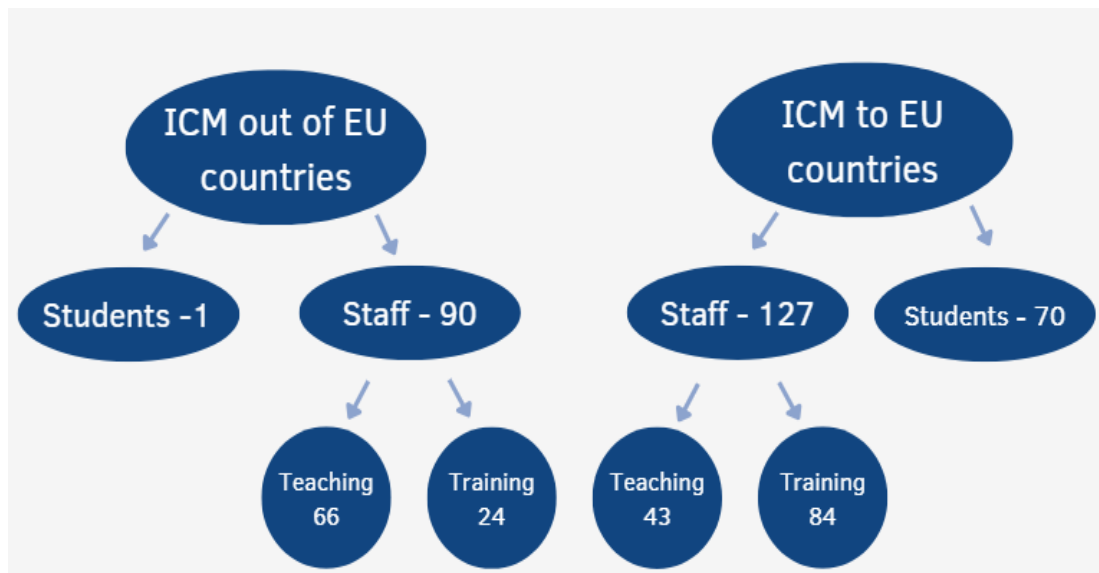 ICM out of EU
countries
ICM to EU
countries
Students -1
Staff - 90
Staff - 127
Students - 70
Teaching
66
Training
24
Teaching
43
Training
84